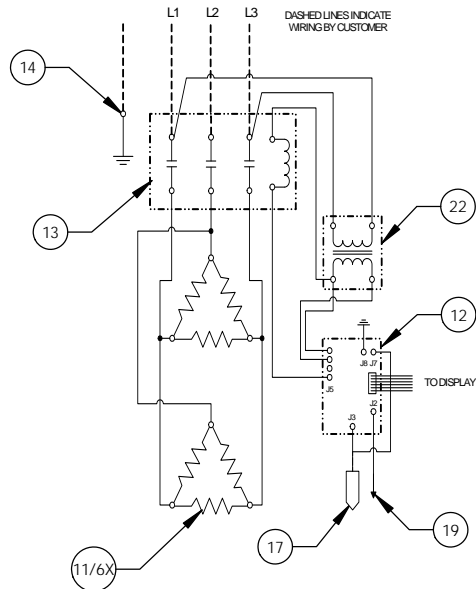 L1 L2 L3
DASHED LINES INDICATE
WIRING BY CUSTOMER
14
13
22
12
J8 J7
J5
TO DISPLAY
J2
J3
17
19
11/6X